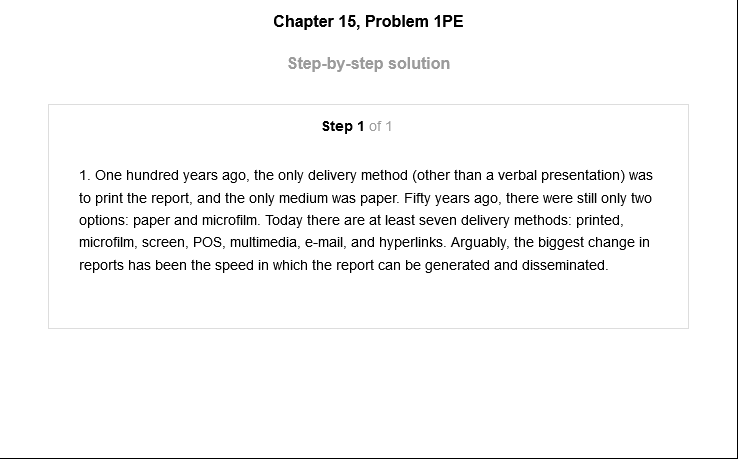 Chapter 15, Problem 1PE
Step-by-step solution
Step 1 of 1
1. One hundred years ago, the only delivery method (other than a verbal presentation) was
to print the report, and the only medium was paper. Fifty years ago, there were still only two
options: paper and microfilm. Today there are at least seven delivery methods: printed,
microfilm, screen, POS, multimedia, e-mail, and hyperlinks. Arguably, the biggest change in
reports has been the speed in which the report can be generated and disseminated.